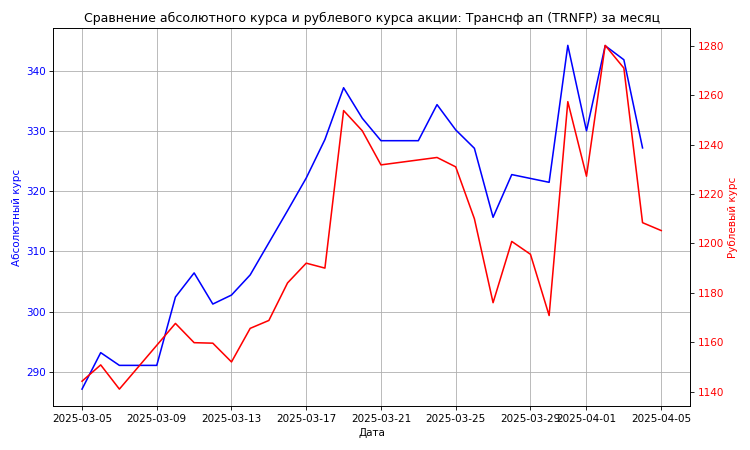 Сравнение абсолютного курса и рублевого курса акции: Транснф ап (TRNFP) за месяц
Абсолютный курс
340
330
320
310
300
290
1280
1260
1240
1220
1200
1180
1160
1140
Рублевый курс
2025-03-05 2025-03-09 2025-03-13 2025-03-17 2025-03-21 2025-03-25 2025-03-29 2025-04-01 2025-04-05
Дата